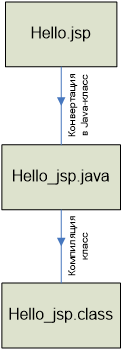 Hello.jsp
Конвертация
в Java-класс
Hello_jsp.java
Компиляция
класс
Hello_jsp.class